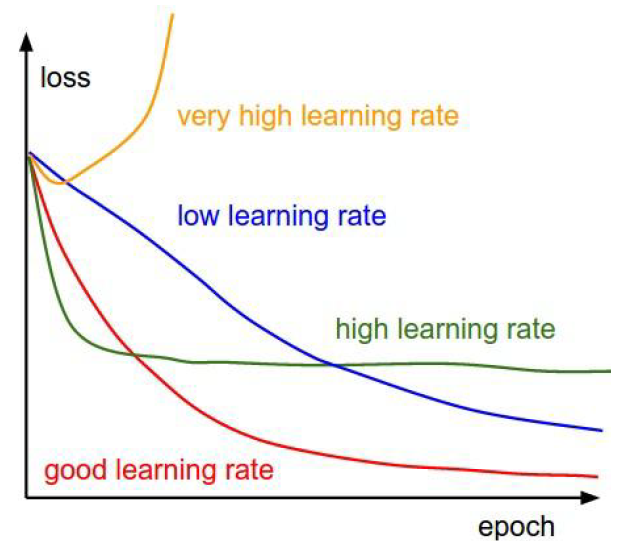 loss
very high learning rate
low learning rate
high learning rate
good learning rate
epoch